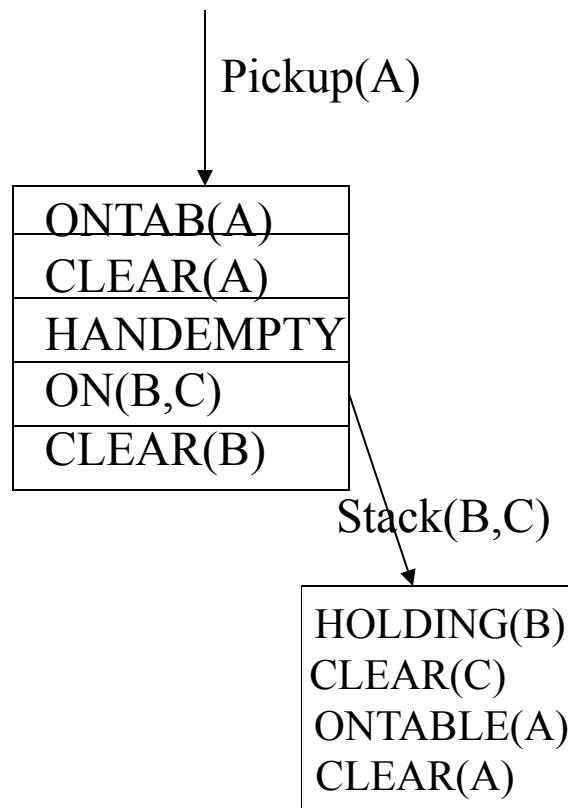 Pickup(A)
ONTAB(A)
CLEAR(A)
HANDEMPTY
ON(B,C)
CLEAR(B)
Stack(B,C)
HOLDING(B)
CLEAR(C)
ONTABLE(A)
CLEAR(A)